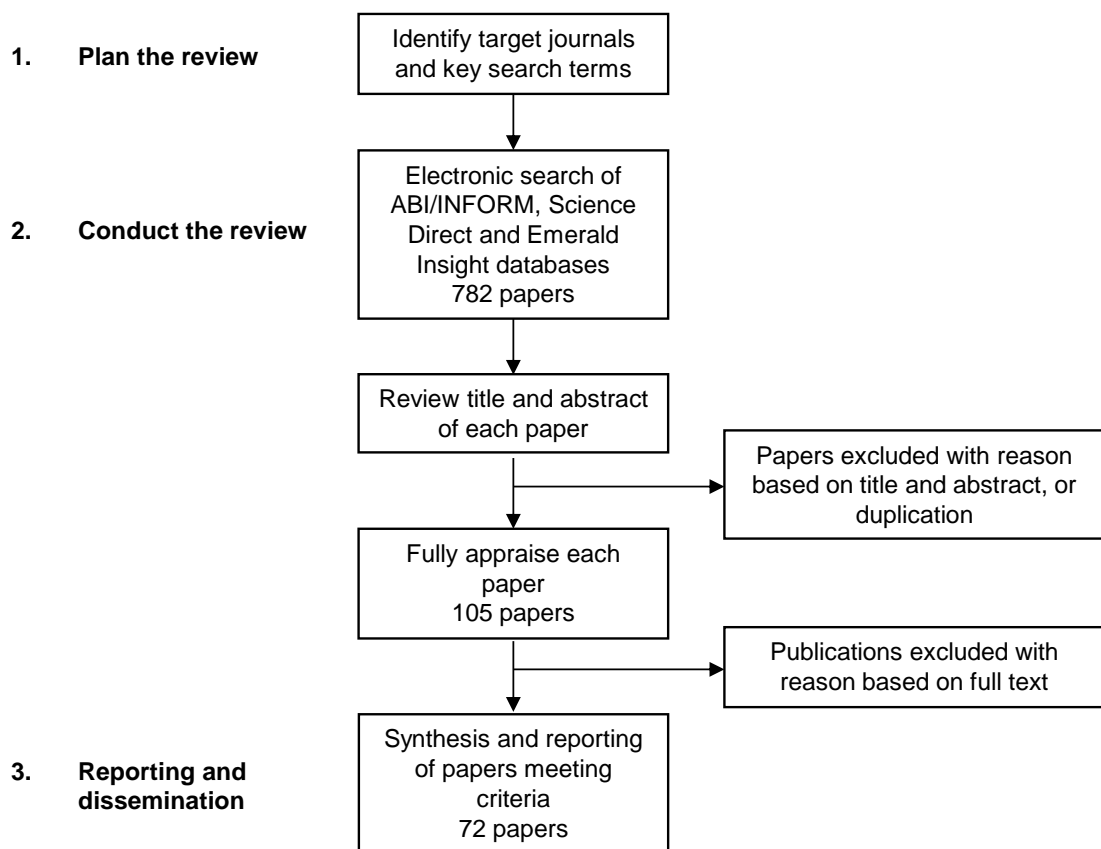 1. Plan the review
Identify target journals
and key search terms
2. Conduct the review
Electronic search of
ABI/INFORM, Science
Direct and Emerald
Insight databases
782 papers
Review title and abstract
of each paper
Papers excluded with reason
based on title and abstract, or
duplication
Fully appraise each
paper
105 papers
Publications excluded with
reason based on full text
3. Reporting and
dissemination
Synthesis and reporting
of papers meeting
criteria
72 papers